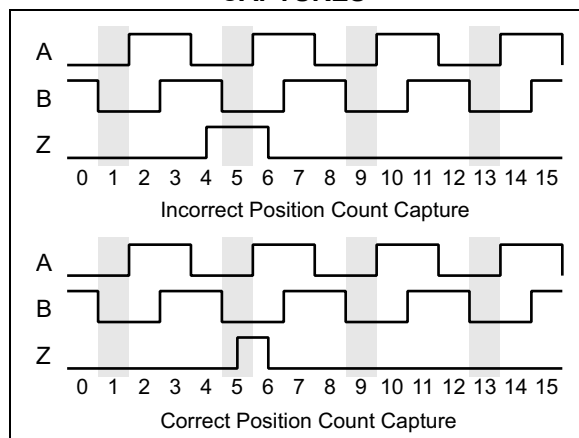 A
B
Z
0 1 2 3 4 5 6 7 8 9 10 11 12 13 14 15
Incorrect Position Count Capture
A
B
Z
0 1 2 3 4 5 6 7 8 9 10 11 12 13 14 15
Correct Position Count Capture